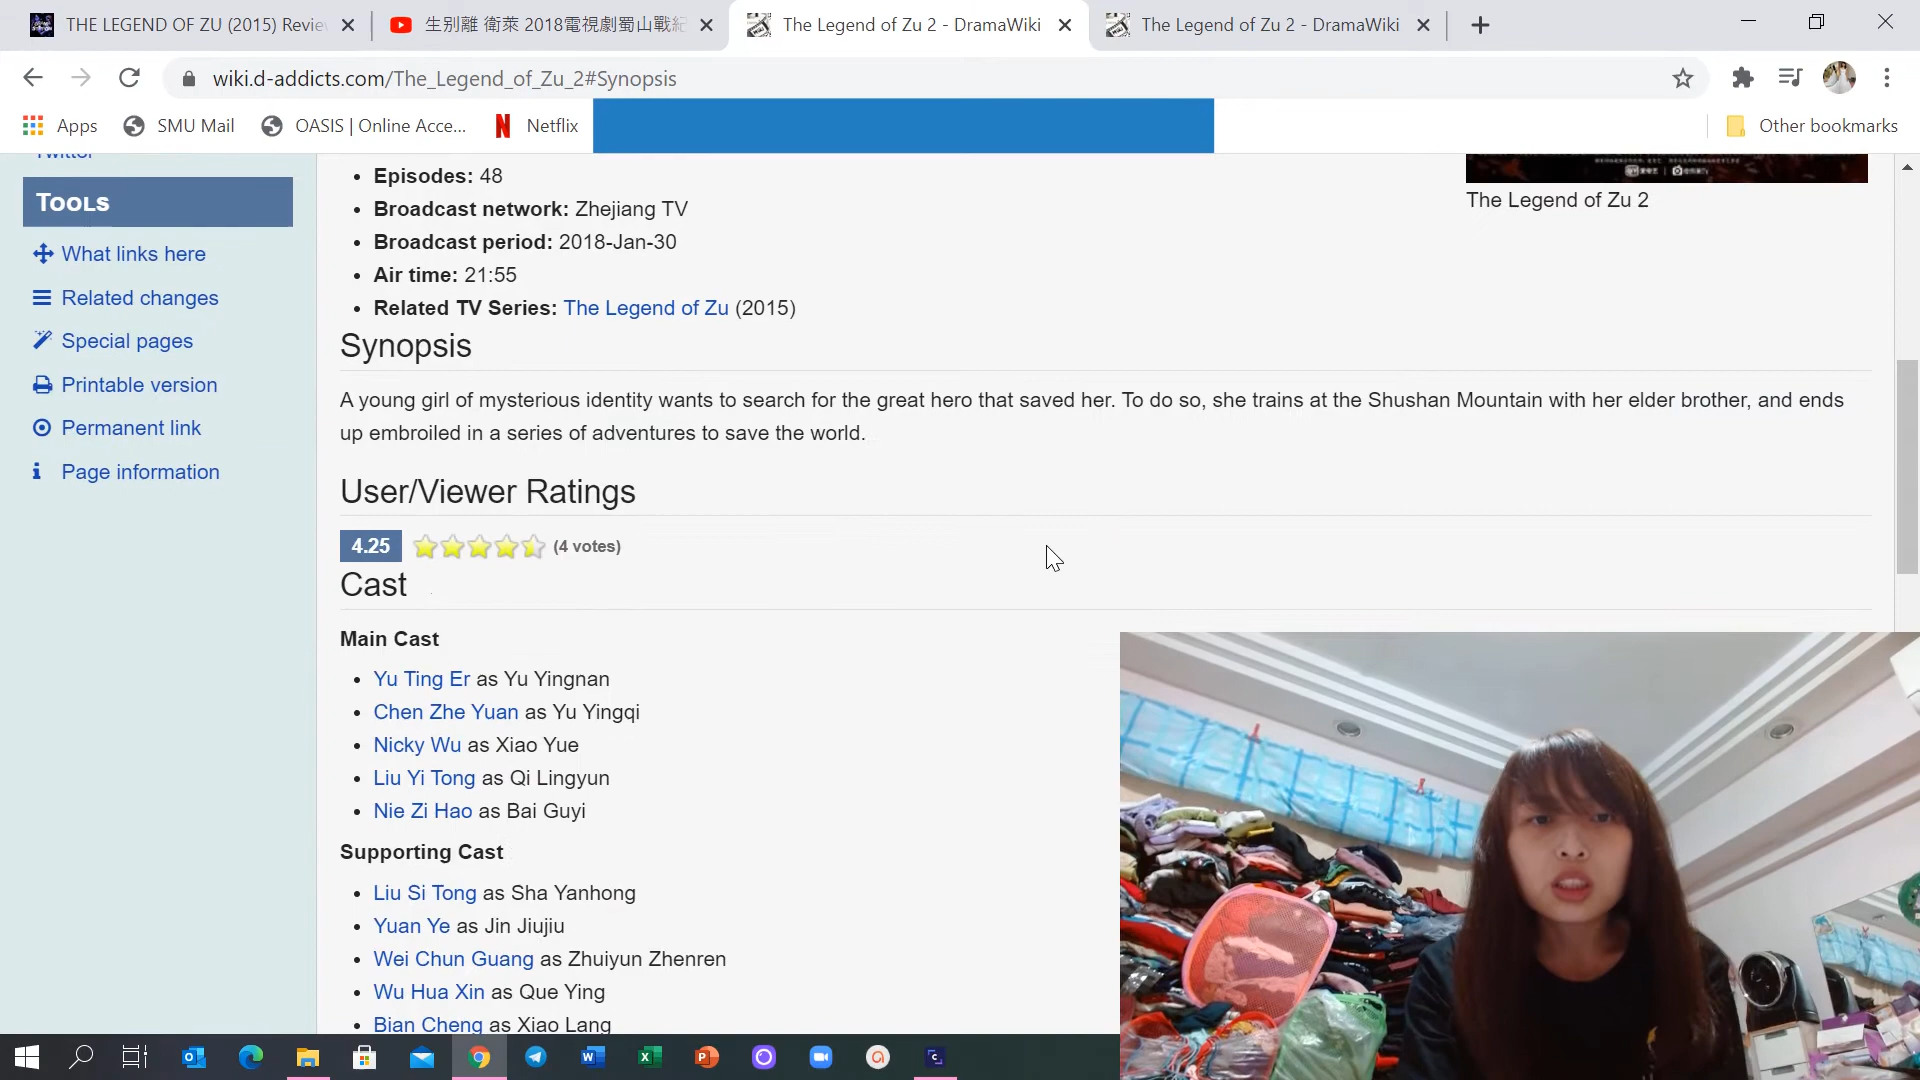 THE LEGEND OF ZU (2015) Revie
生別離 衛萊 2018電視劇蜀山戰紀
The Legend of Zu 2 - DramaWiki
The Legend of Zu 2 - DramaWiki
wiki.d-addicts.com/The_Legend_of_Zu_2#Synopsis
Apps
SMU Mail
OASIS | Online Acce...
Netflix
Other bookmarks
Twitter
Tools
What links here
Related changes
Special pages
Printable version
Permanent link
Page information
• Episodes: 48
• Broadcast network: Zhejiang TV
• Broadcast period: 2018-Jan-30
• Air time: 21:55
• Related TV Series: The Legend of Zu (2015)
The Legend of Zu 2
Synopsis
A young girl of mysterious identity wants to search for the great hero that saved her. To do so, she trains at the Shushan Mountain with her elder brother, and ends
up embroiled in a series of adventures to save the world.
User/Viewer Ratings
4.25 (4 votes)
Cast
Main Cast
• Yu Ting Er as Yu Yingnan
• Chen Zhe Yuan as Yu Yingqi
• Nicky Wu as Xiao Yue
• Liu Yi Tong as Qi Lingyun
• Nie Zi Hao as Bai Guyi
Supporting Cast
• Liu Si Tong as Sha Yanhong
• Yuan Ye as Jin Jiujiu
• Wei Chun Guang as Zhuiyun Zhenren
• Wu Hua Xin as Que Ying
• Bian Cheng as Xiao Lang